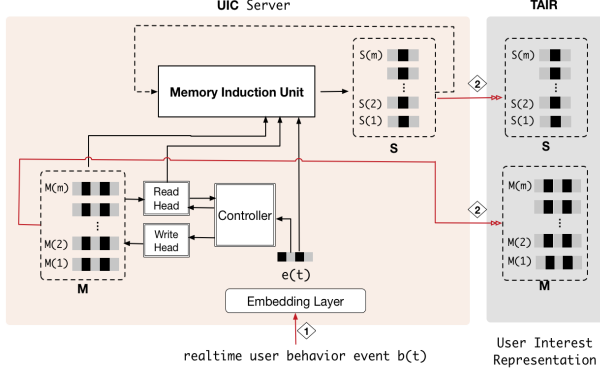 UIC Server
TAIR
Memory Induction Unit
S(m)
S(2)
S(1)
S
2
S(m)
S(2)
S(1)
S
M(m)
M(2)
M(1)
M
Read
Head
Write
Head
Controller
e(t)
2
M(m)
M(2)
M(1)
M
Embedding Layer
1
realtime user behavior event b(t)
User Interest
Representation